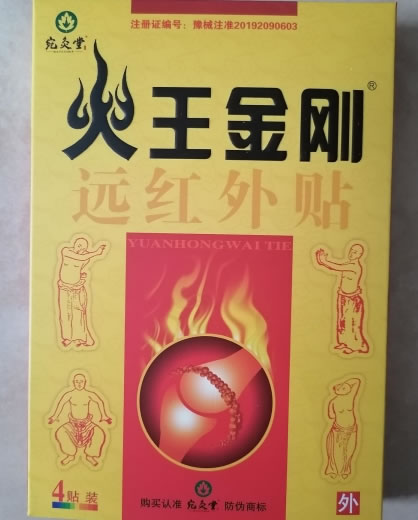 注册证编号：豫械注准20192090603
宛灸堂
火王金刚®
远红外贴
YUANHONGWAI TIE
4贴装
购买认准 宛灸堂 防伪商标
外